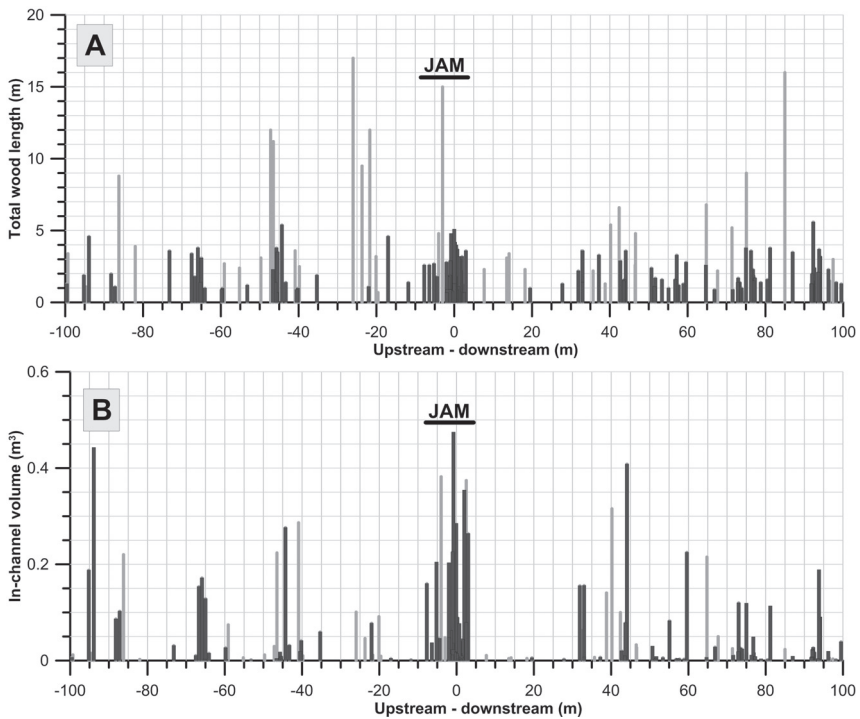 20
A
JAM
15
10
5
0
Total wood length (m)
-100 -80 -60 -40 -20 0 20 40 60 80 100
Upstream - downstream (m)
0.6
B
JAM
0.4
0.2
0
In-channel volume (m³)
-100 -80 -60 -40 -20 0 20 40 60 80 100
Upstream - downstream (m)